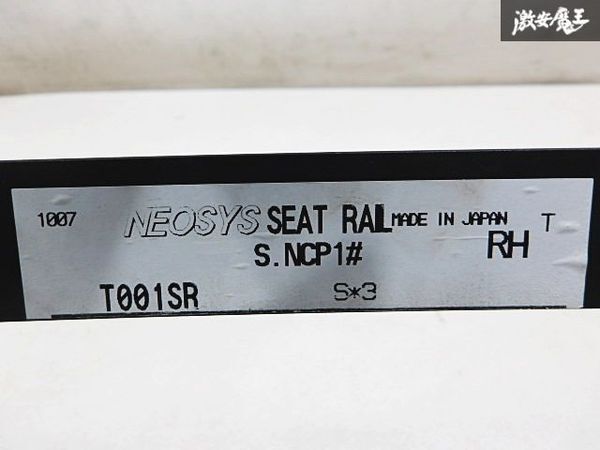 激安魔王
1007 NEOSYS SEAT RAIL MADE IN JAPAN T
S.NCP1# RH
T001SR S*3